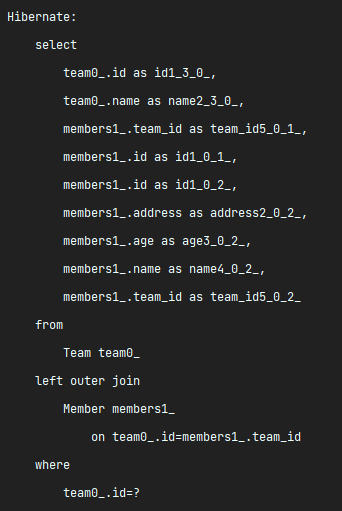 Hibernate:
select
team0_.id as id1_3_0_,
team0_.name as name2_3_0_,
members1_.team_id as team_id5_0_1_,
members1_.id as id1_0_1_,
members1_.id as id1_0_2_,
members1_.address as address2_0_2_,
members1_.age as age3_0_2_,
members1_.name as name4_0_2_,
members1_.team_id as team_id5_0_2_
from
Team team0_
left outer join
Member members1_
on team0_.id=members1_.team_id
where
team0_.id=?